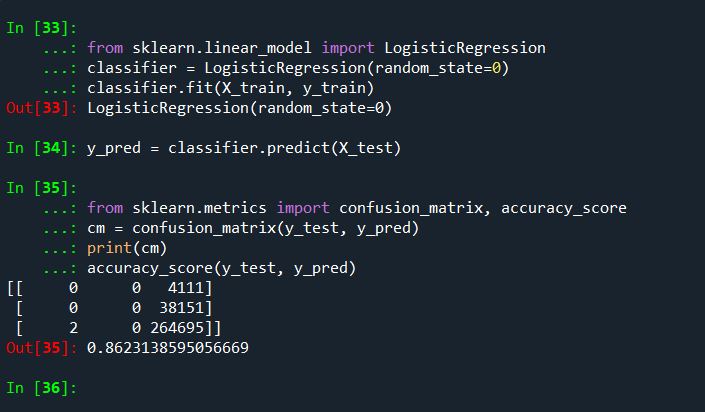 In [33]:
...: from sklearn.linear_model import LogisticRegression
...: classifier = LogisticRegression(random_state=0)
...: classifier.fit(X_train, y_train)
Out[33]: LogisticRegression(random_state=0)
In [34]: y_pred = classifier.predict(X_test)
In [35]:
...: from sklearn.metrics import confusion_matrix, accuracy_score
...: cm = confusion_matrix(y_test, y_pred)
...: print(cm)
...: accuracy_score(y_test, y_pred)
[[     0      0   4111]
 [     0      0  38151]
 [     2      0 264695]]
Out[35]: 0.8623138595056669
In [36]: